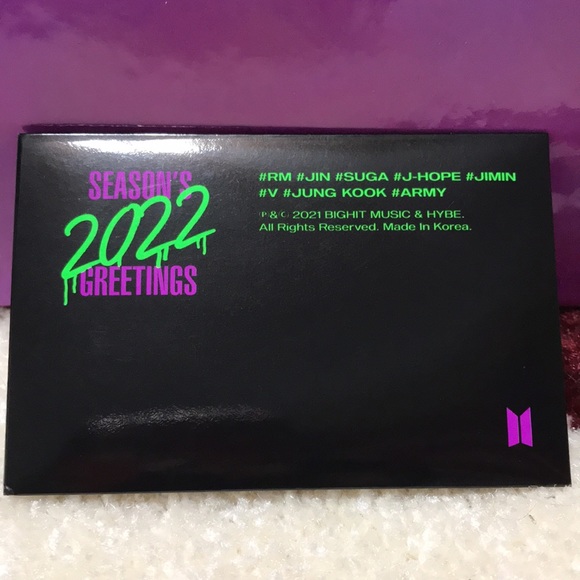 SEASON'S
2022
GREETINGS
#RM #JIN #SUGA #J-HOPE #JIMIN
#V #JUNG KOOK #ARMY
℗ & © 2021 BIGHIT MUSIC & HYBE.
All Rights Reserved. Made In Korea.